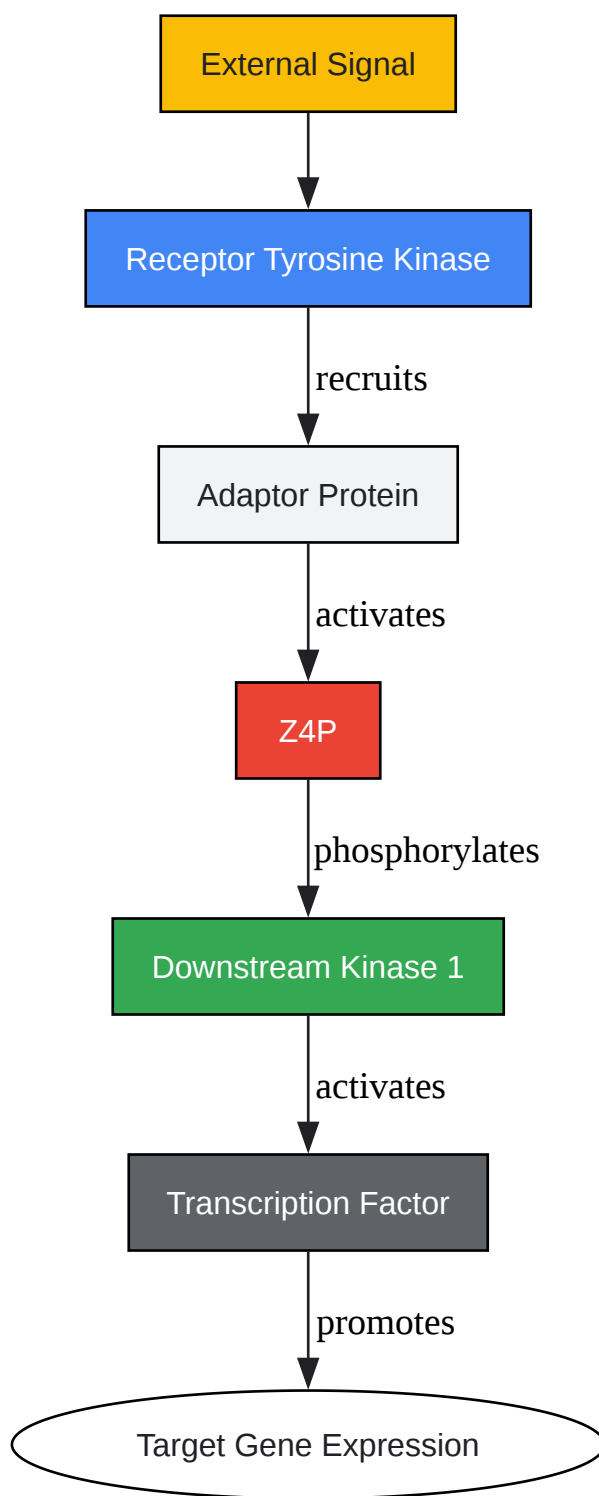 External Signal
Receptor Tyrosine Kinase
recruits
Adaptor Protein
activates
Z4P
phosphorylates
Downstream Kinase 1
activates
Transcription Factor
promotes
Target Gene Expression